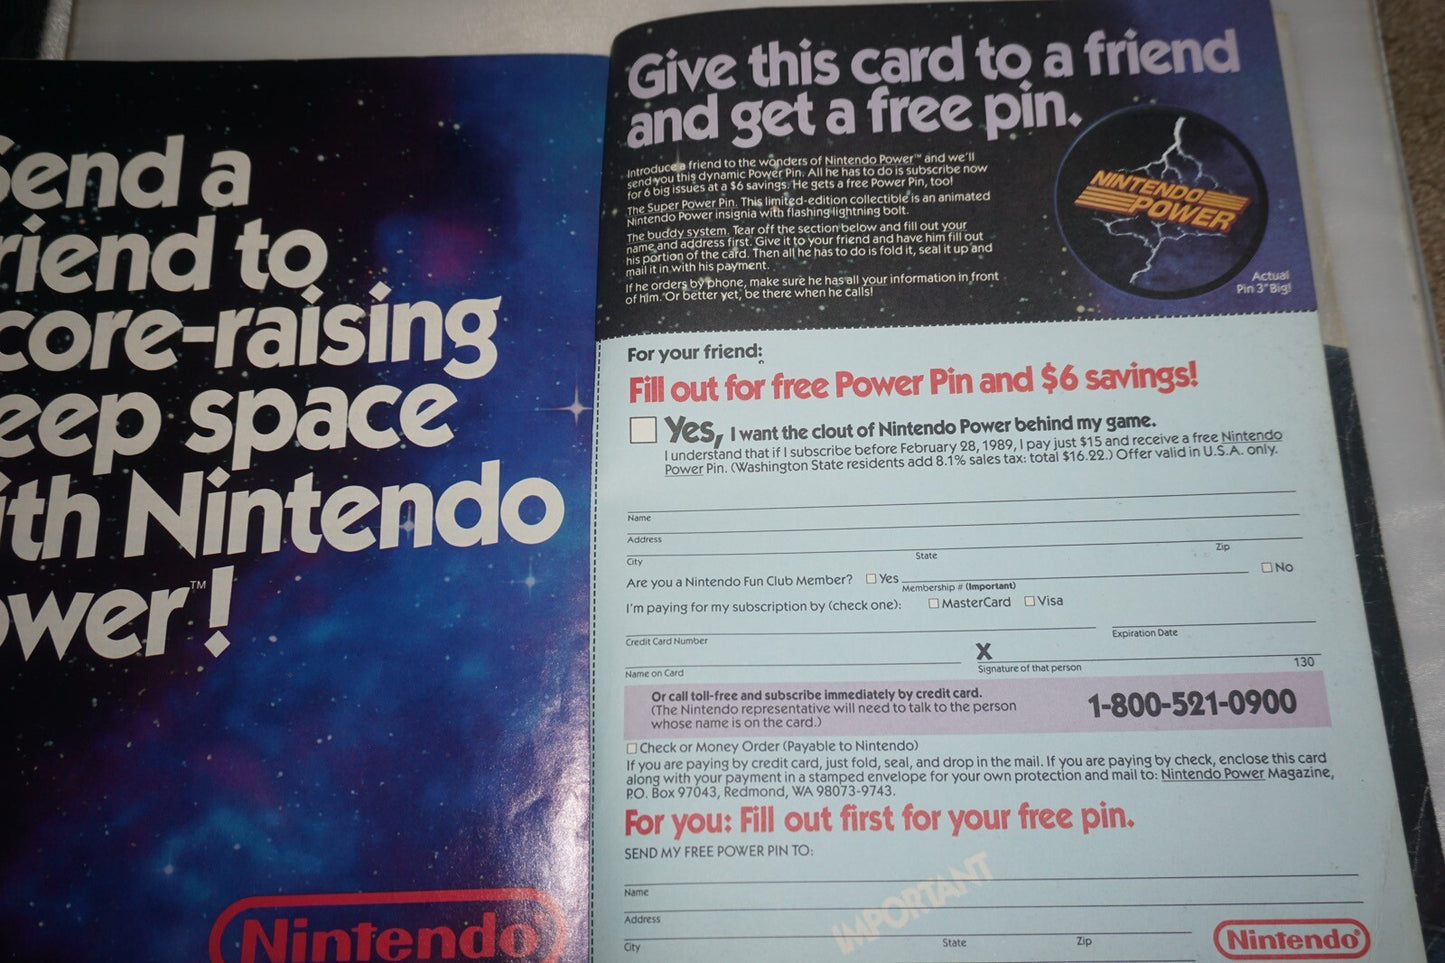 Send a
friend to
score-raising
deep space
with Nintendo
Power™!
Nintendo®
Give this card to a friend
and get a free pin.
Introduce a friend to the wonders of Nintendo Power™ and we'll
send you this dynamic Power Pin. All he has to do is subscribe now
for 6 big issues at a $6 savings. He gets a free Power Pin, too!
The Super Power Pin. This limited-edition collectible is an animated
Nintendo Power insignia with flashing lightning bolt.
The buddy system. Tear off the section below and fill out your
name and address first. Give it to your friend and have him fill out
his portion of the card. Then all he has to do is fold it, seal it up and
mail it in with his payment.
If he orders by phone, make sure he has all your information in front
of him. Or better yet, be there when he calls!
NINTENDO
POWER
Actual
Pin 3" Big!
For your friend:
Fill out for free Power Pin and $6 savings!
Yes, I want the clout of Nintendo Power behind my game.
I understand that if I subscribe before February 28, 1989, I pay just $15 and receive a free Nintendo
Power Pin. (Washington State residents add 8.1% sales tax: total $16.22.) Offer valid in U.S.A. only.
Name
Address
City State Zip
Are you a Nintendo Fun Club Member? Yes No
Membership # (Important)
I'm paying for my subscription by (check one): MasterCard Visa
Credit Card Number Expiration Date
X
Name on Card Signature of that person 130
Or call toll-free and subscribe immediately by credit card.
(The Nintendo representative will need to talk to the person
whose name is on the card.)
1-800-521-0900
Check or Money Order (Payable to Nintendo)
If you are paying by credit card, just fold, seal, and drop in the mail. If you are paying by check, enclose this card
along with your payment in a stamped envelope for your own protection and mail to: Nintendo Power Magazine,
P.O. Box 97043, Redmond, WA 98073-9743.
For you: Fill out first for your free pin.
SEND MY FREE POWER PIN TO:
IMPORTANT
Name
Address
City State Zip
Nintendo®